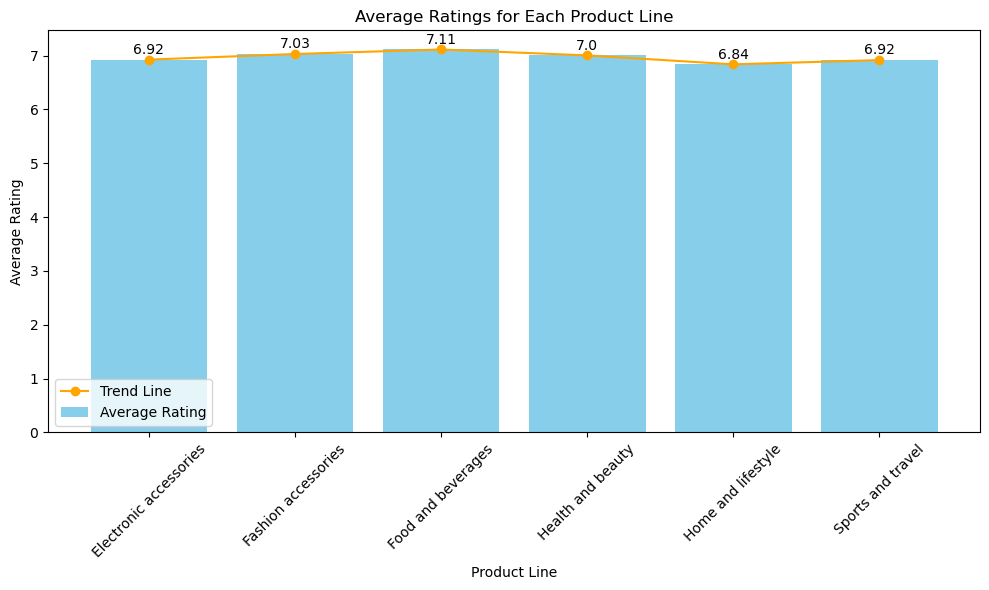 Average Ratings for Each Product Line
6.92
7.03
7.11
7.0
6.84
6.92
Average Rating
7
6
5
4
3
2
1
0
Trend Line
Average Rating
Electronic accessories
Fashion accessories
Food and beverages
Health and beauty
Home and lifestyle
Sports and travel
Product Line